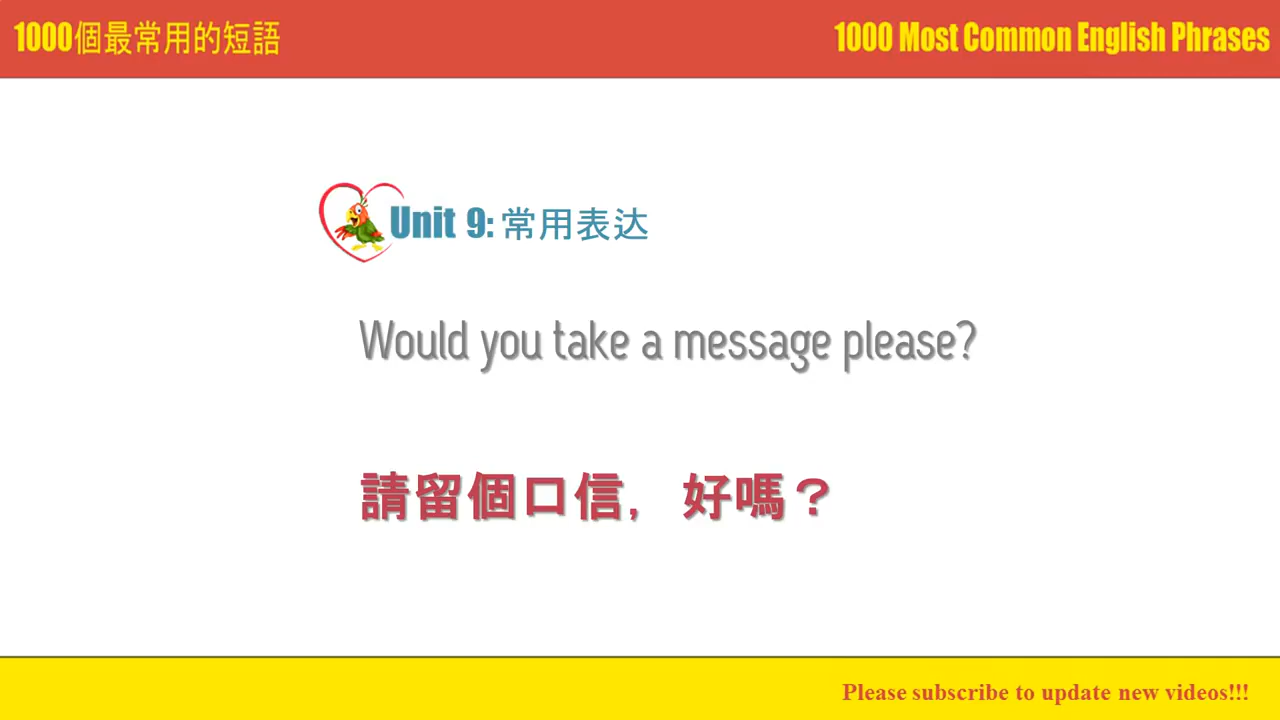 1000個最常用的短語
1000 Most Common English Phrases
Unit 9: 常用表达
Would you take a message please?
請留個口信，好嗎？
Please subscribe to update new videos!!!